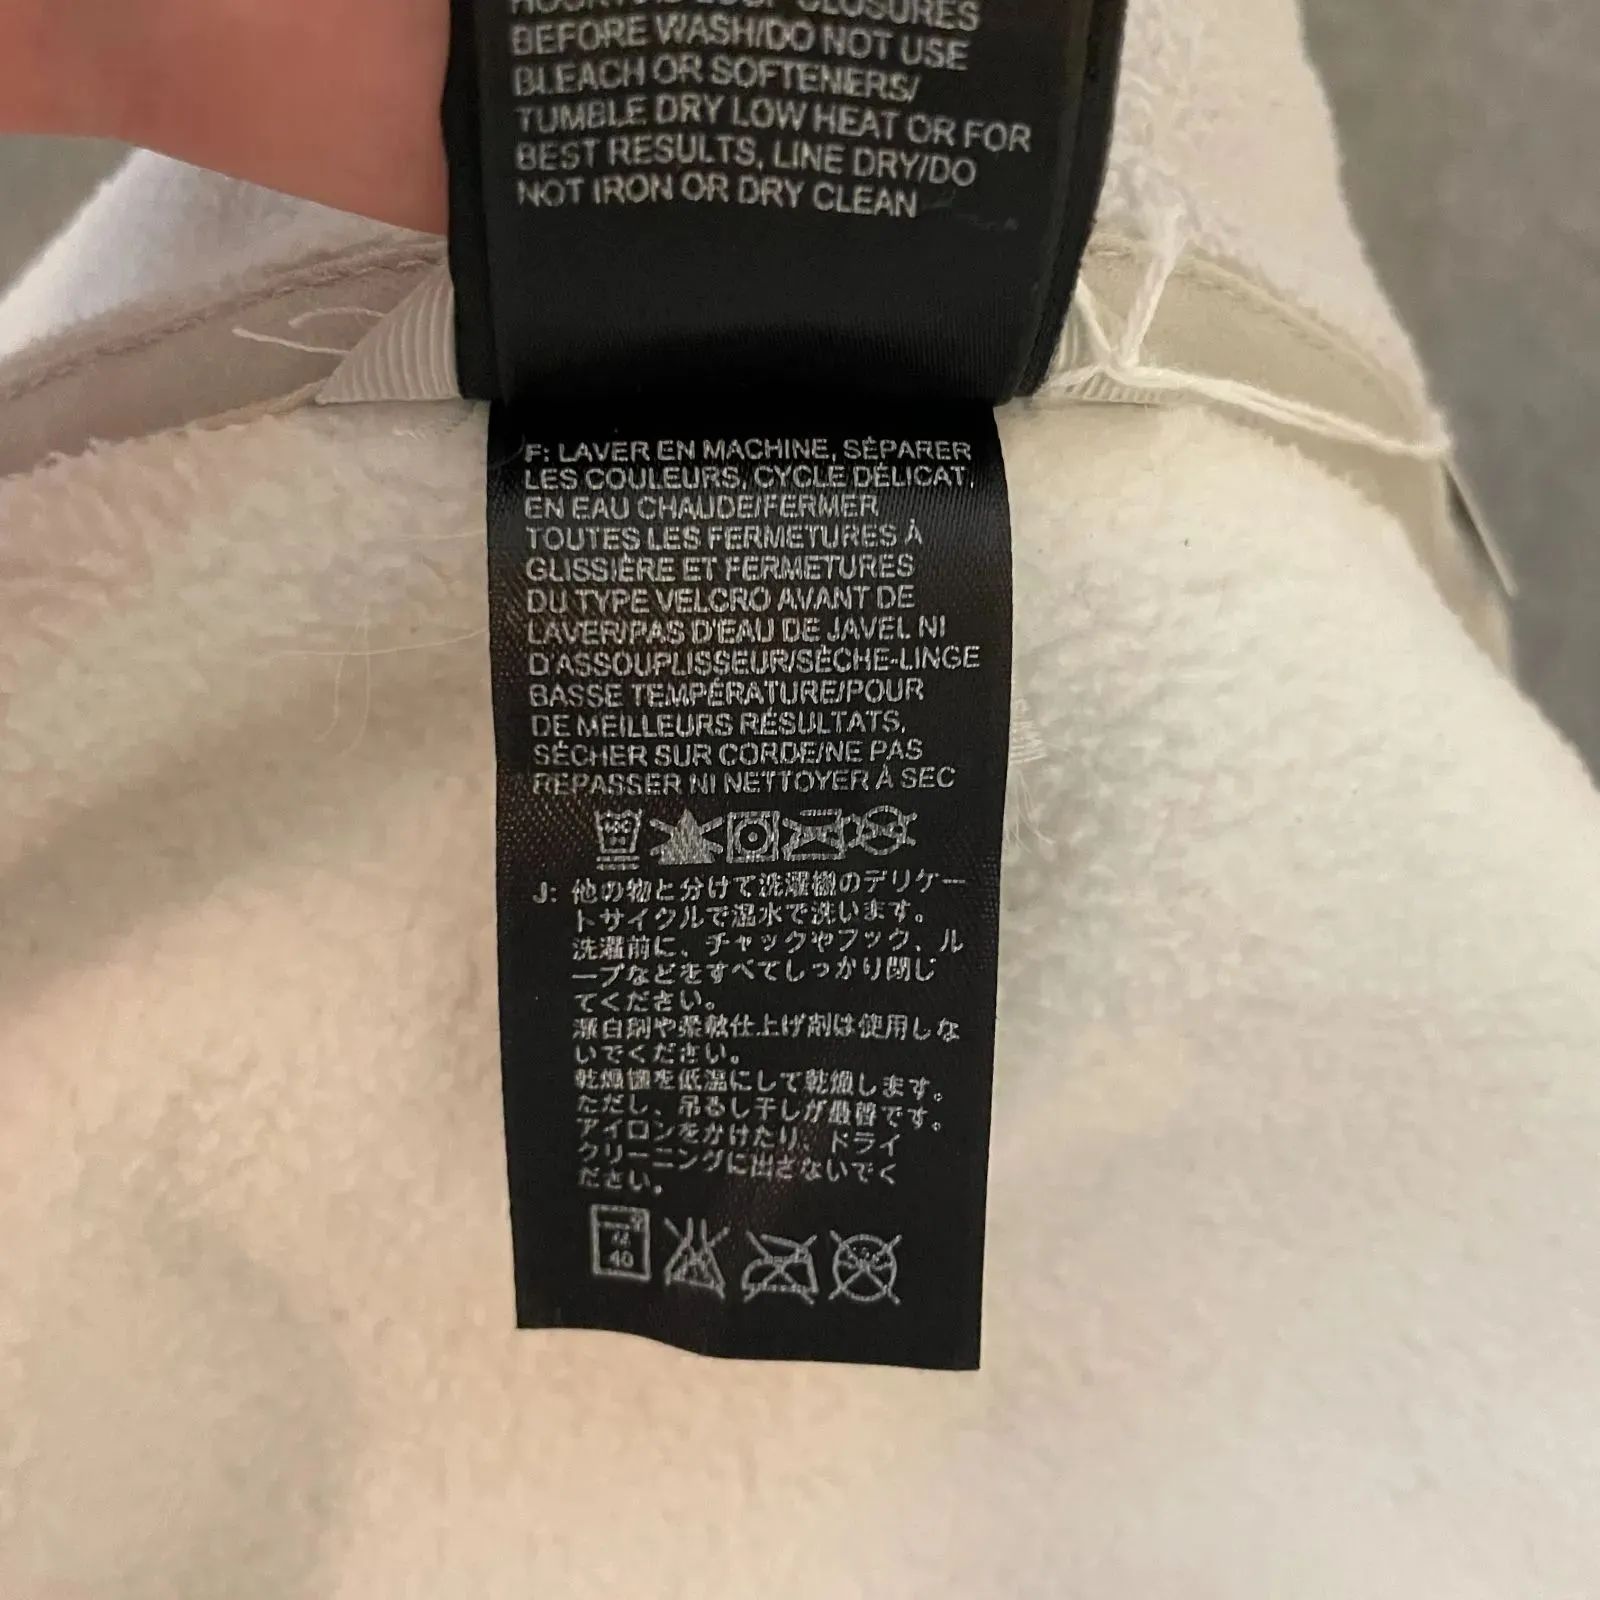 CLOSURES
BEFORE WASH/DO NOT USE
BLEACH OR SOFTENERS/
TUMBLE DRY LOW HEAT OR FOR
BEST RESULTS, LINE DRY/DO
NOT IRON OR DRY CLEAN
F: LAVER EN MACHINE, SÉPARER
LES COULEURS, CYCLE DÉLICAT,
EN EAU CHAUDE/FERMER
TOUTES LES FERMETURES À
GLISSIÈRE ET FERMETURES
DU TYPE VELCRO AVANT DE
LAVER/PAS D'EAU DE JAVEL NI
D'ASSOUPLISSEUR/SÈCHE-LINGE
BASSE TEMPÉRATURE/POUR
DE MEILLEURS RÉSULTATS,
SÉCHER SUR CORDE/NE PAS
REPASSER NI NETTOYER À SEC
J: 他の物と分けて洗濯機のデリケー
トサイクルで温水で洗います。
洗濯前に、チャックやフック、ル
ープなどをすべてしっかり閉じ
てください。
漂白剤や柔軟仕上げ剤は使用しな
いでください。
乾燥機を低温にして乾燥します。
ただし、吊るし干しが最善です。
アイロンをかけたり、ドライ
クリーニングに出さないでく
ださい。
40